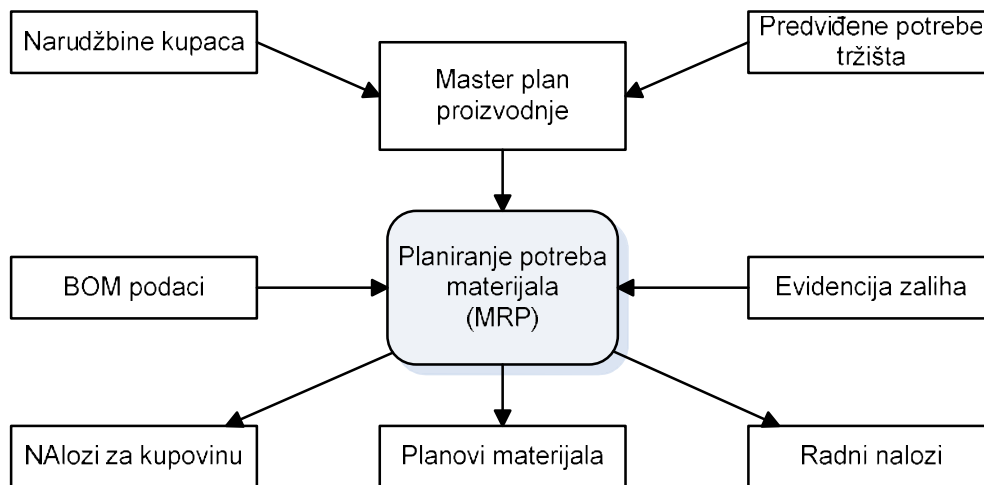 Narudžbine kupaca
Predviđene potrebe
tržišta
Master plan
proizvodnje
BOM podaci
Planiranje potreba
materijala
(MRP)
Evidencija zaliha
NAlozi za kupovinu
Planovi materijala
Radni nalozi